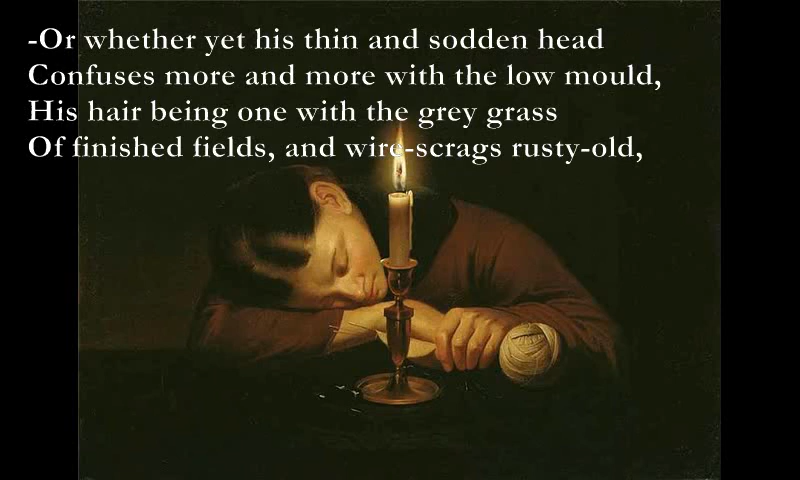 -Or whether yet his thin and sodden head
Confuses more and more with the low mould,
His hair being one with the grey grass
Of finished fields, and wire-scrags rusty-old,